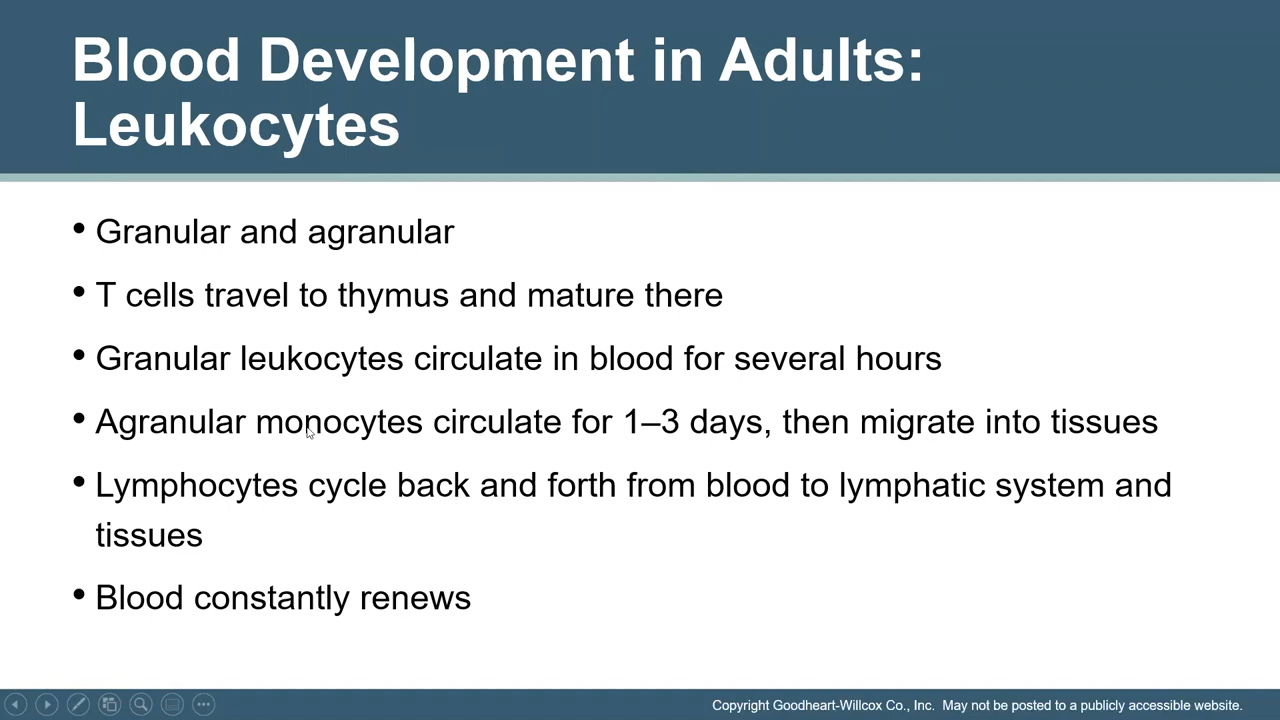 Blood Development in Adults:
Leukocytes
• Granular and agranular
• T cells travel to thymus and mature there
• Granular leukocytes circulate in blood for several hours
• Agranular monocytes circulate for 1–3 days, then migrate into tissues
• Lymphocytes cycle back and forth from blood to lymphatic system and
tissues
• Blood constantly renews
Copyright Goodheart-Willcox Co., Inc. May not be posted to a publicly accessible website.